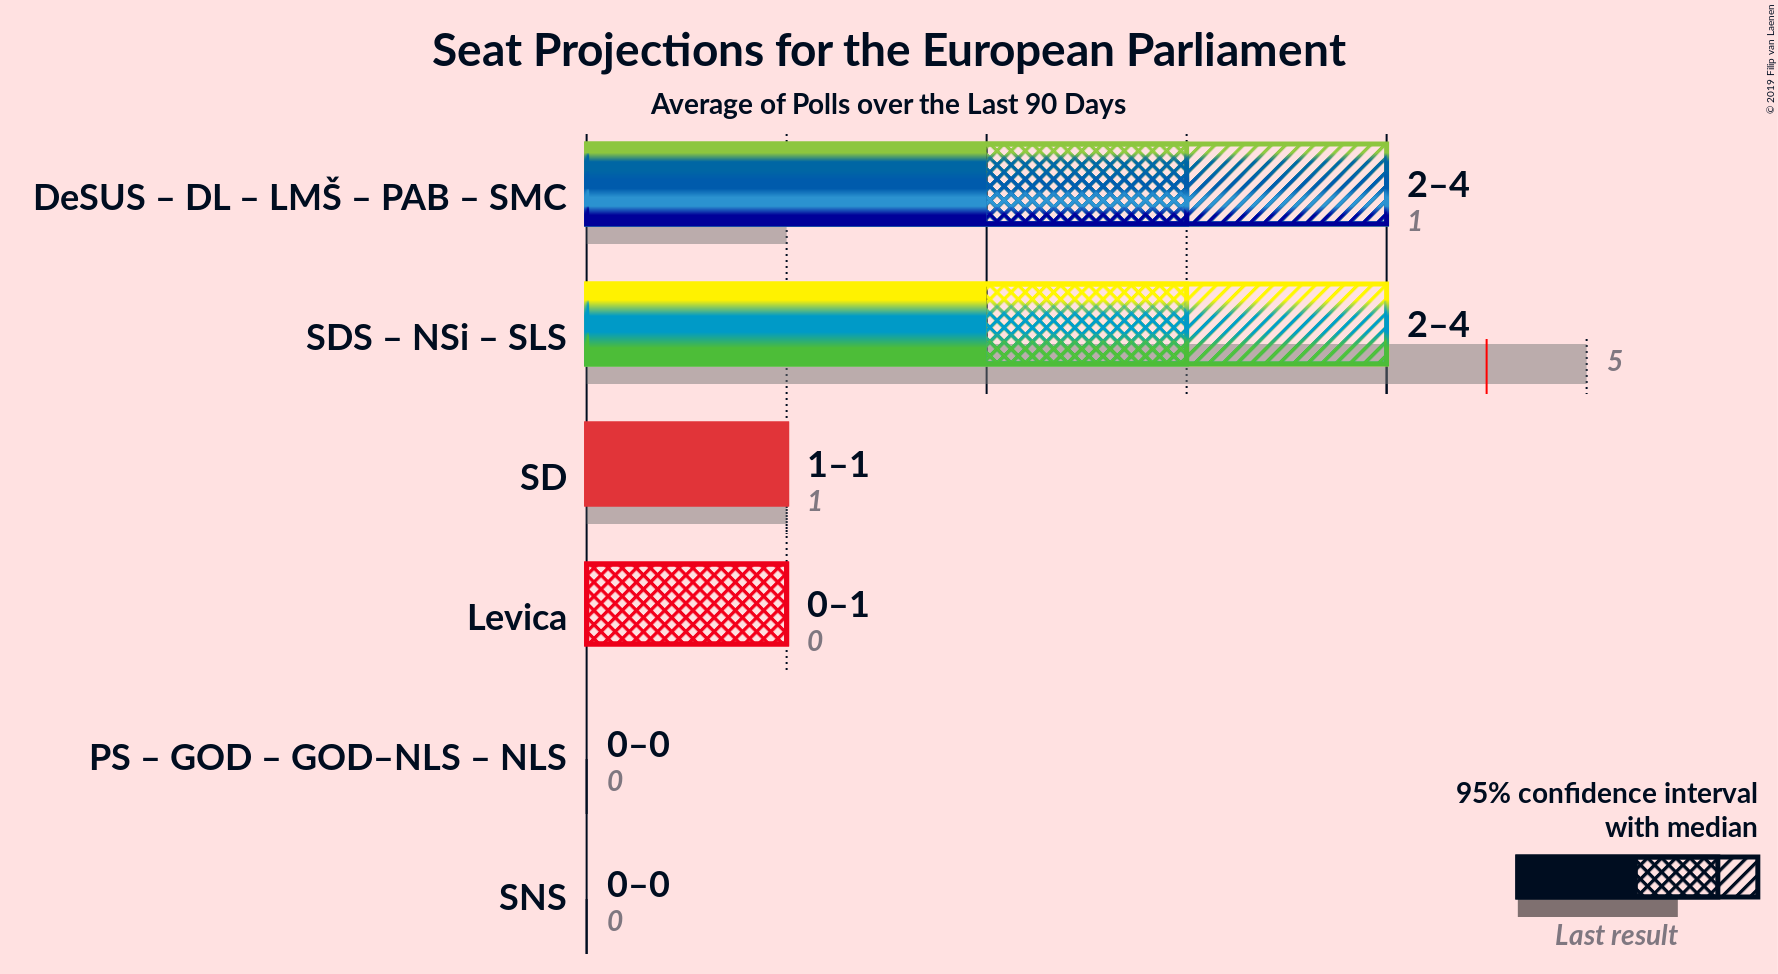 Seat Projections for the European Parliament
Average of Polls over the Last 90 Days
© 2019 Filip van Laenen
DeSUS – DL – LMŠ – PAB – SMC
2–4
1
SDS – NSi – SLS
2–4
5
SD
1–1
1
Levica
0–1
0
PS – GOD – GOD–NLS – NLS
0–0
0
SNS
0–0
0
95% confidence interval
with median
Last result